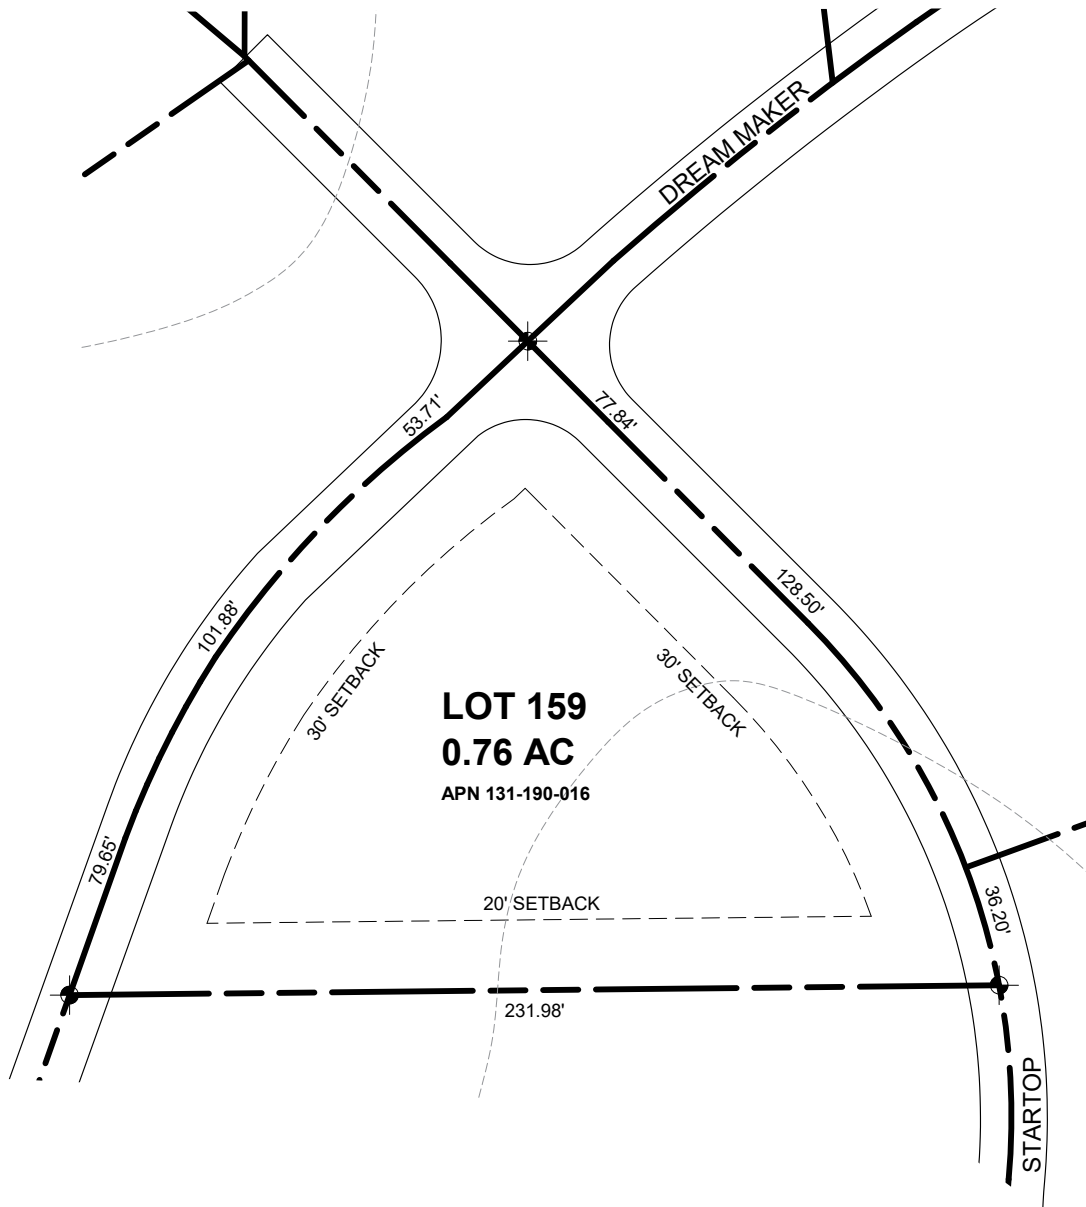 DREAM MAKER
53.71'
77.84'
128.50'
101.88'
30' SETBACK
30' SETBACK
LOT 159
0.76 AC
APN 131-190-016
79.65'
20' SETBACK
36.20'
231.98'
STARTOP